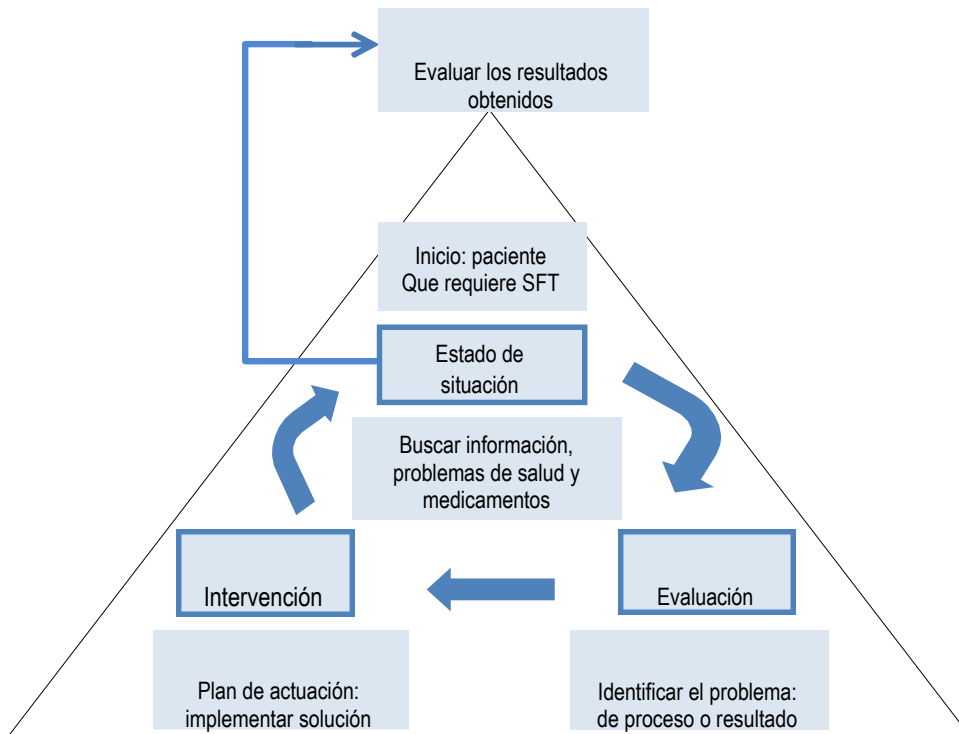 Evaluar los resultados
obtenidos
Inicio: paciente
Que requiere SFT
Estado de
situación
Buscar información,
problemas de salud y
medicamentos
Intervención
Evaluación
Plan de actuación:
implementar solución
Identificar el problema:
de proceso o resultado